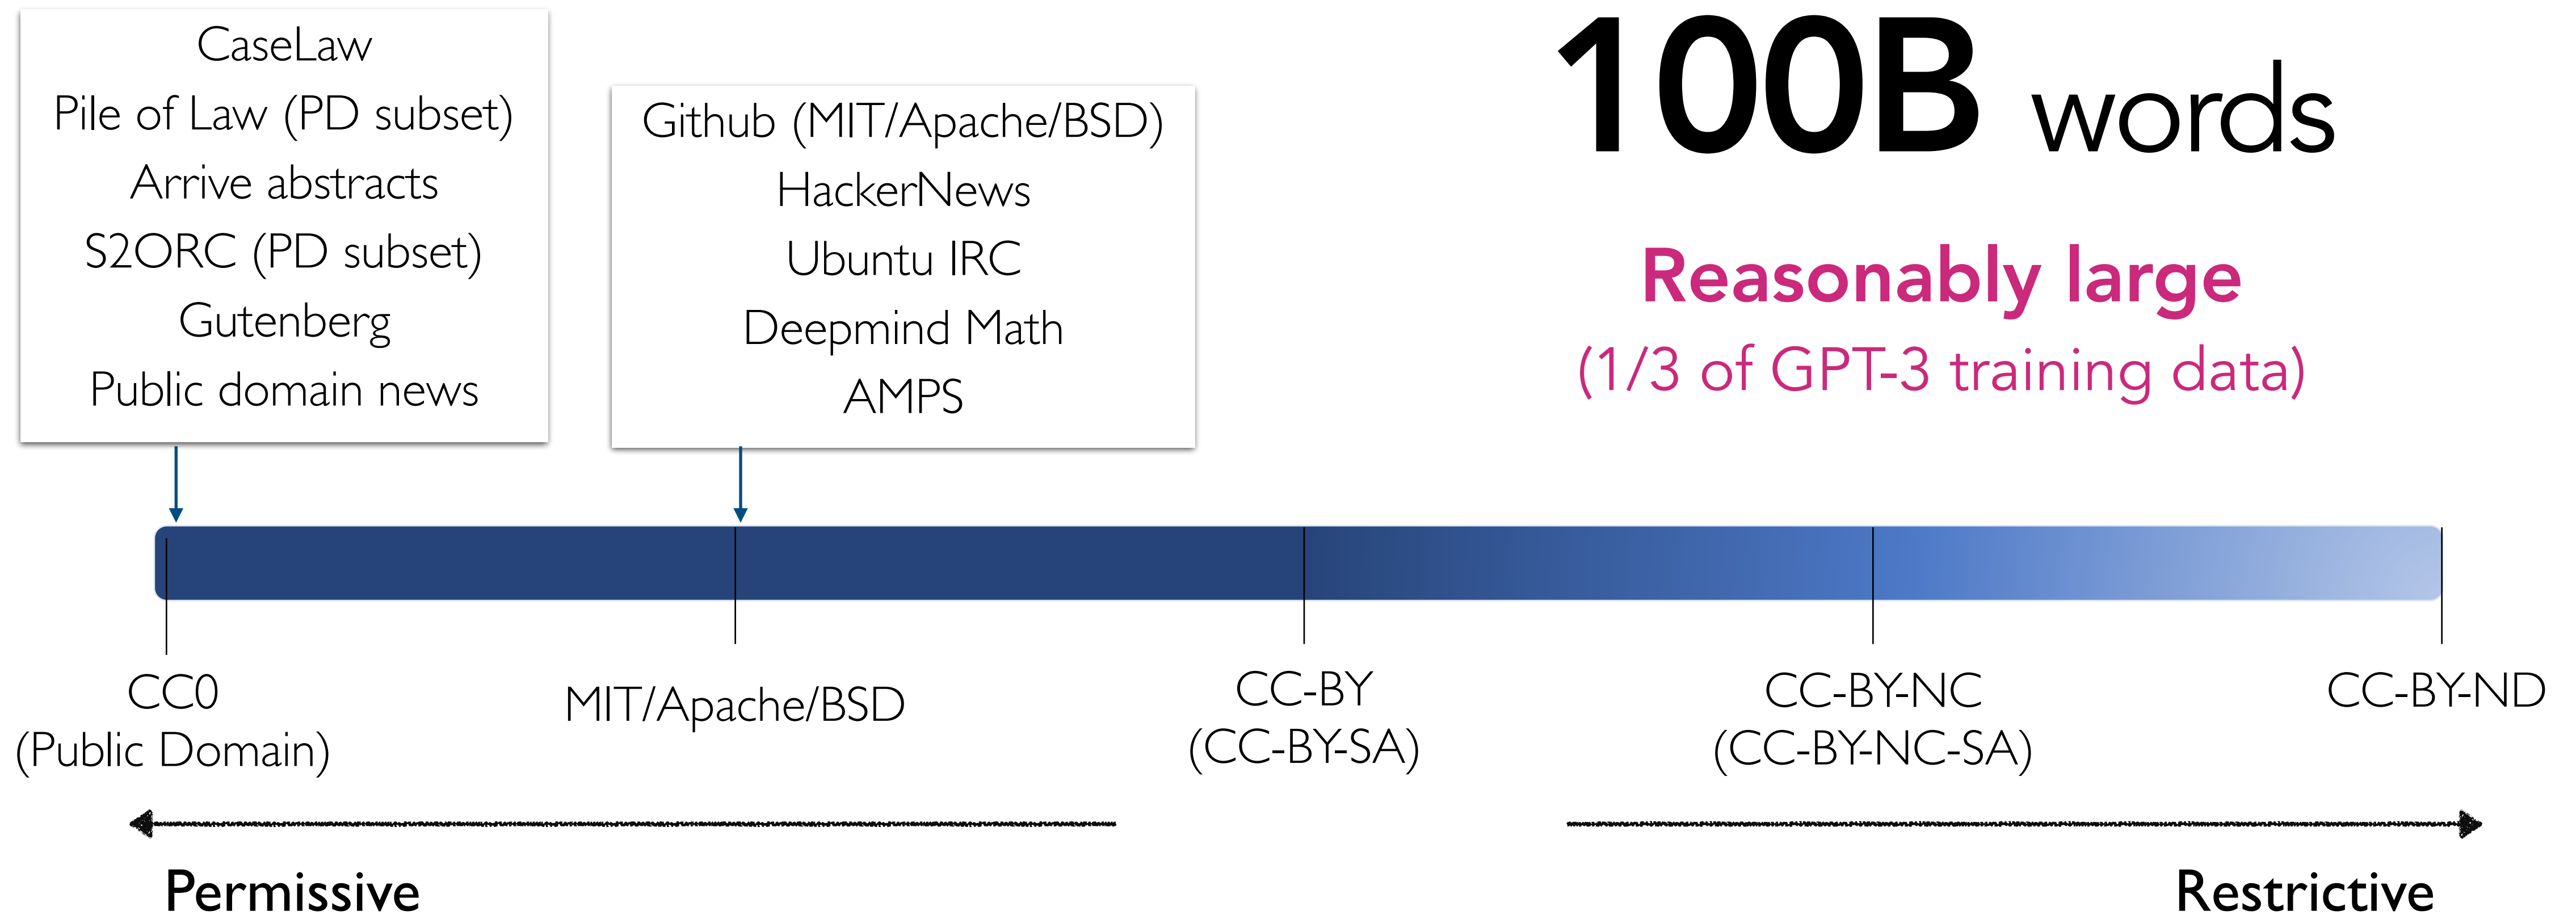 CaseLaw
Pile of Law (PD subset)
Arrive abstracts
S2ORC (PD subset)
Gutenberg
Public domain news
Github (MIT/Apache/BSD)
HackerNews
Ubuntu IRC
Deepmind Math
AMPS
100B words
Reasonably large
(1/3 of GPT-3 training data)
CC0
(Public Domain)
MIT/Apache/BSD
CC-BY
(CC-BY-SA)
CC-BY-NC
(CC-BY-NC-SA)
CC-BY-ND
Permissive
Restrictive